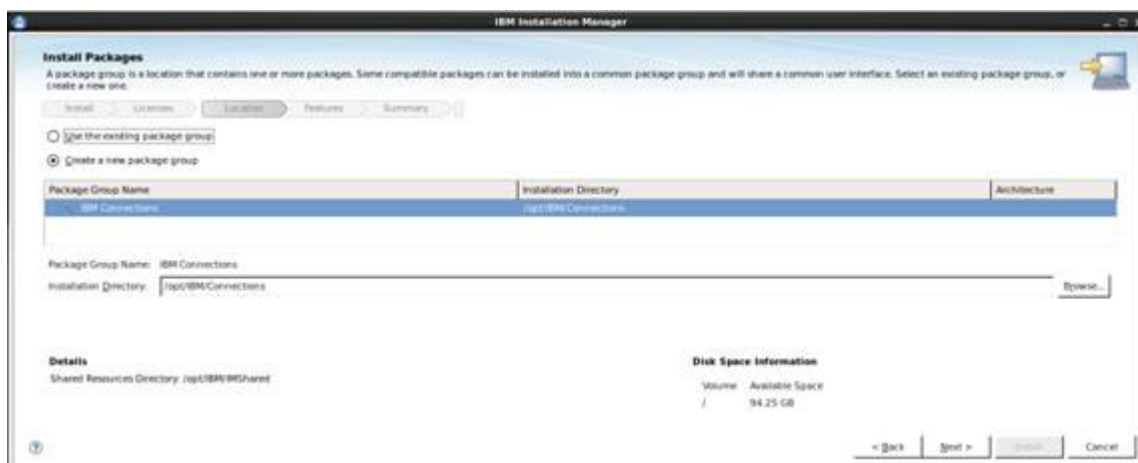 IBM Installation Manager
Install Packages
A package group is a location that contains one or more packages. Some compatible packages can be installed into a common package group and will share a common user interface. Select an existing package group, or
create a new one.
Install Licenses Location Features Summary
Use the existing package group
Create a new package group
Package Group Name Installation Directory Architecture
IBM Connections /opt/IBM/Connections
Package Group Name: IBM Connections
Installation Directory: /opt/IBM/Connections Browse...
Details Disk Space Information
Shared Resources Directory: /opt/IBM/IMShared
Volume Available Space
/ 94.25 GB
< Back Next > Install Cancel